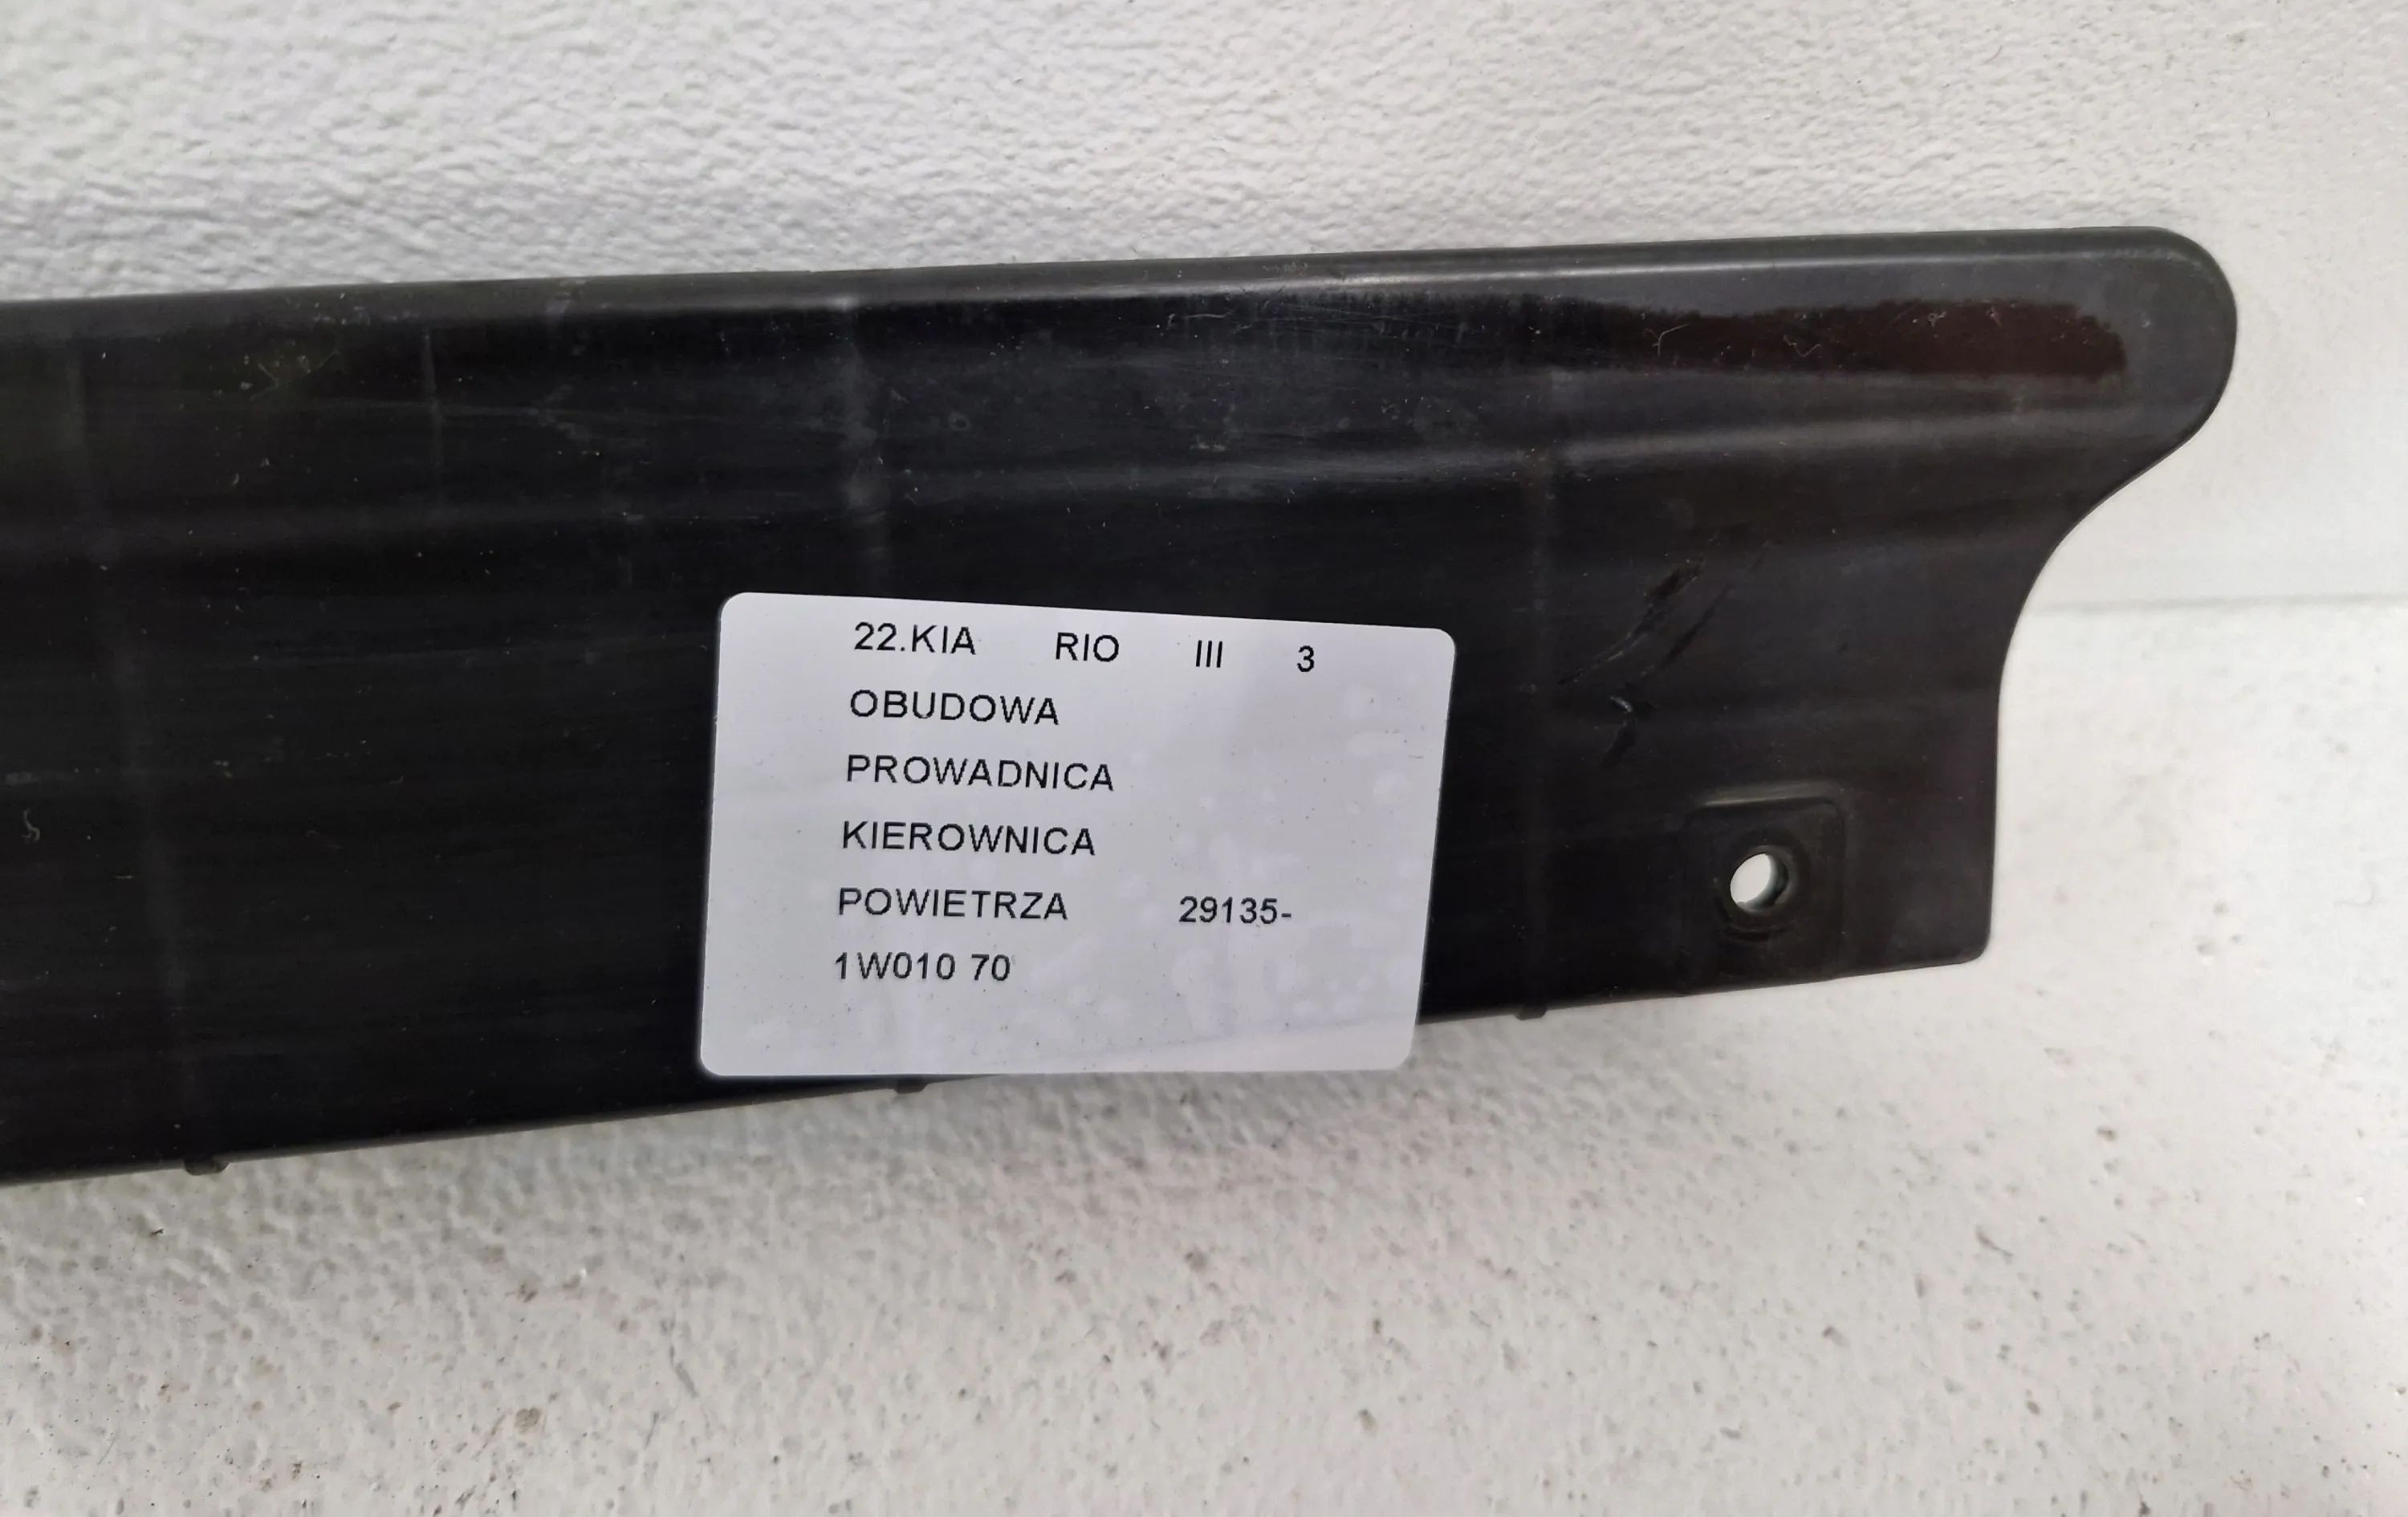 22.KIA RIO III 3
OBUDOWA
PROWADNICA
KIEROWNICA
POWIETRZA 29135-
1W010 70